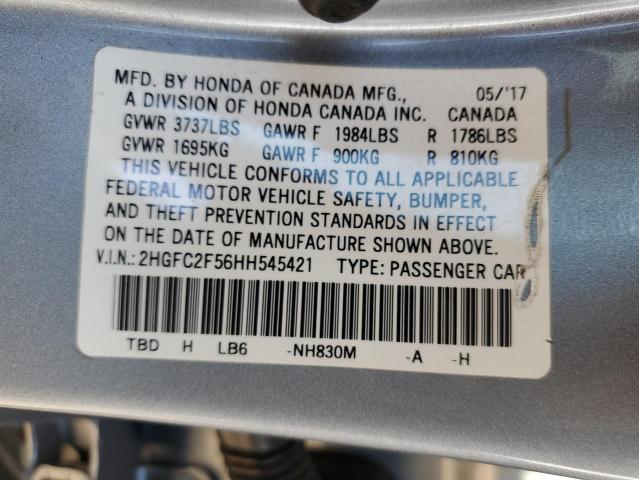 MFD. BY HONDA OF CANADA MFG., 05/'17
A DIVISION OF HONDA CANADA INC. CANADA
GVWR 3737LBS GAWR F 1984LBS R 1786LBS
GVWR 1695KG GAWR F 900KG R 810KG
THIS VEHICLE CONFORMS TO ALL APPLICABLE
FEDERAL MOTOR VEHICLE SAFETY, BUMPER,
AND THEFT PREVENTION STANDARDS IN EFFECT
ON THE DATE OF MANUFACTURE SHOWN ABOVE.
V.I.N.: 2HGFC2F56HH545421 TYPE: PASSENGER CAR
TBD H LB6 -NH830M -A -H